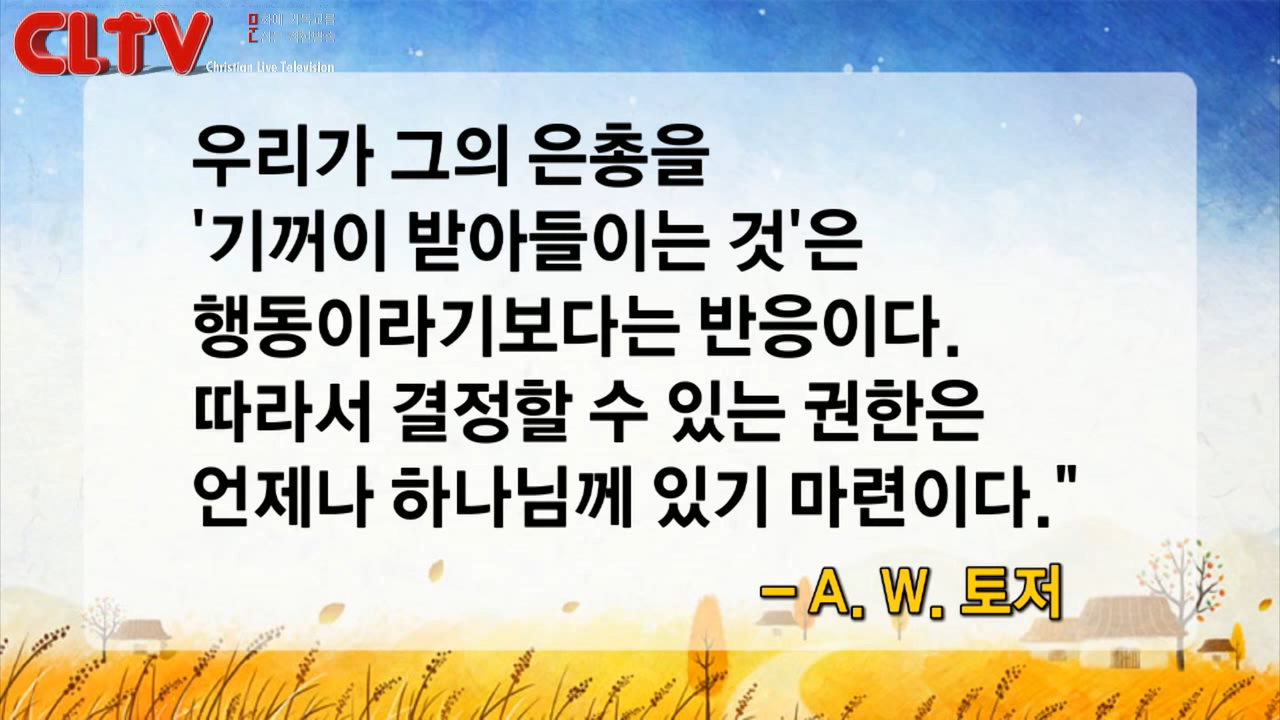 CLTV
Christian Live Television
우리가 그의 은총을
'기꺼이 받아들이는 것'은
행동이라기보다는 반응이다.
따라서 결정할 수 있는 권한은
언제나 하나님께 있기 마련이다."
– A. W. 토저